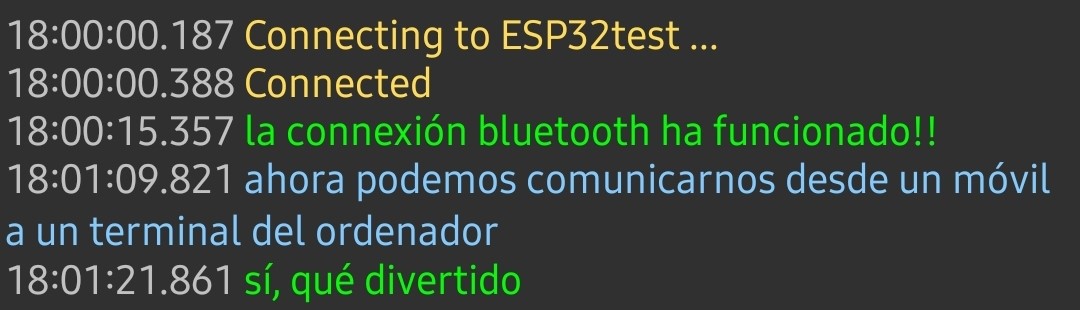 18:00:00.187 Connecting to ESP32test ...
18:00:00.388 Connected
18:00:15.357 la connexión bluetooth ha funcionado!!
18:01:09.821 ahora podemos comunicarnos desde un móvil
a un terminal del ordenador
18:01:21.861 sí, qué divertido